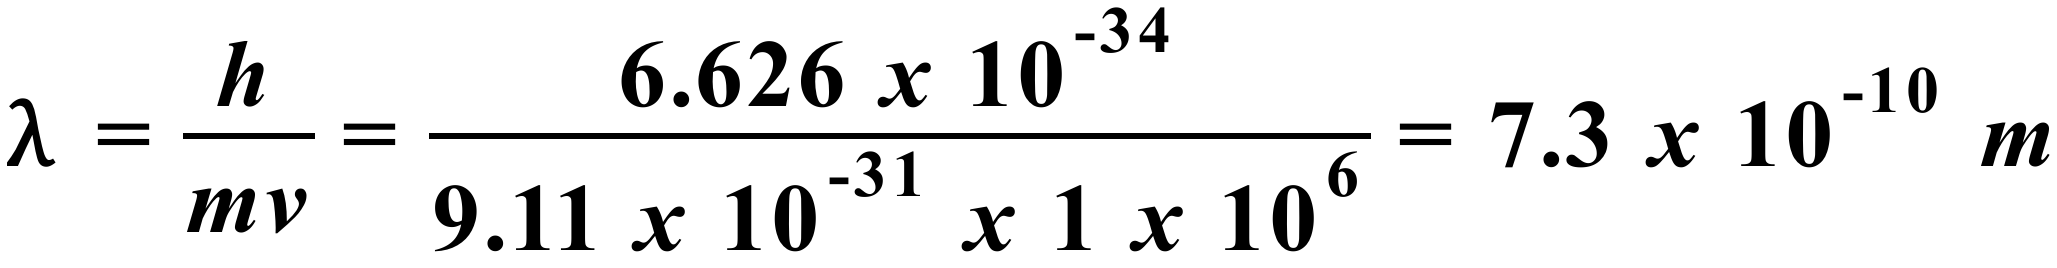 λ = h/mv = 6.626 x 10^-34 / 9.11 x 10^-31 x 1 x 10^6 = 7.3 x 10^-10 m